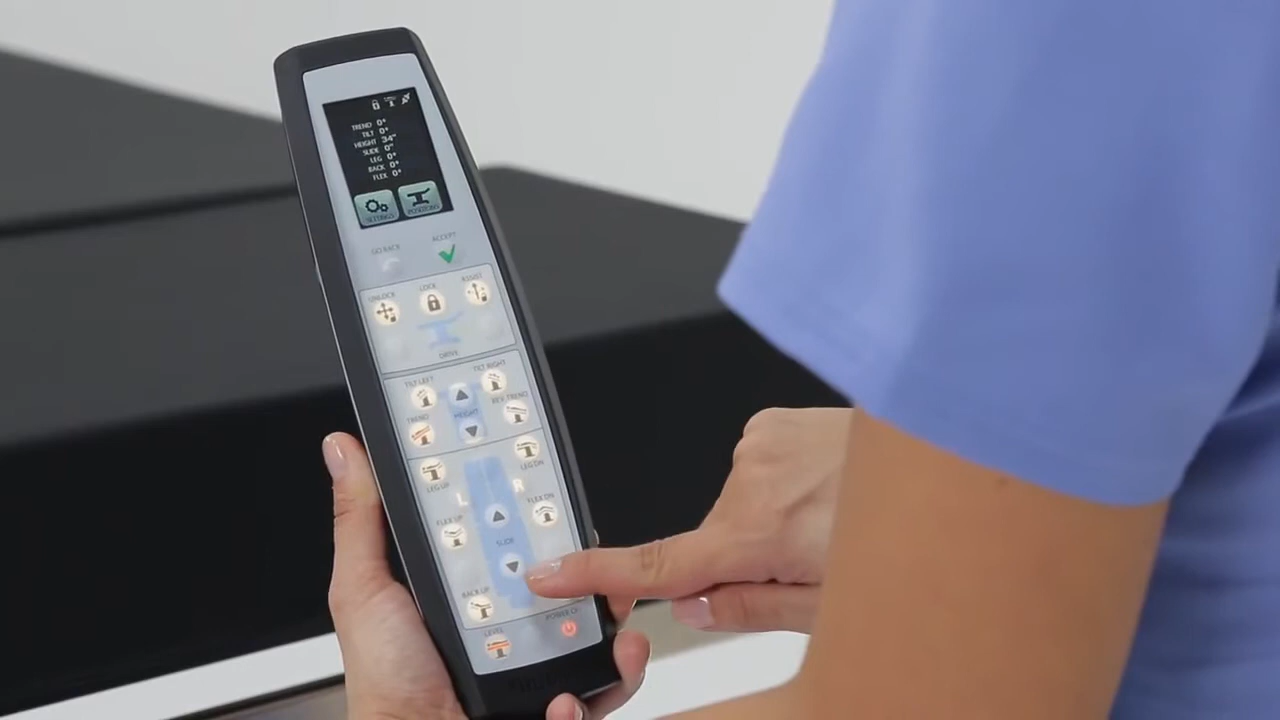 TREND 0°
TILT 0°
HEIGHT 34"
SLIDE 0"
LEG 0°
BACK 0°
FLEX 0°
SETTINGS POSITIONS
GO BACK ACCEPT
UNLOCK LOCK ASSIST
DRIVE
TILT LEFT TILT RIGHT
TREND HEIGHT REV. TREND
LEG UP LEG DN
L R
FLEX UP FLEX DN
SLIDE
BACK UP
LEVEL POWER